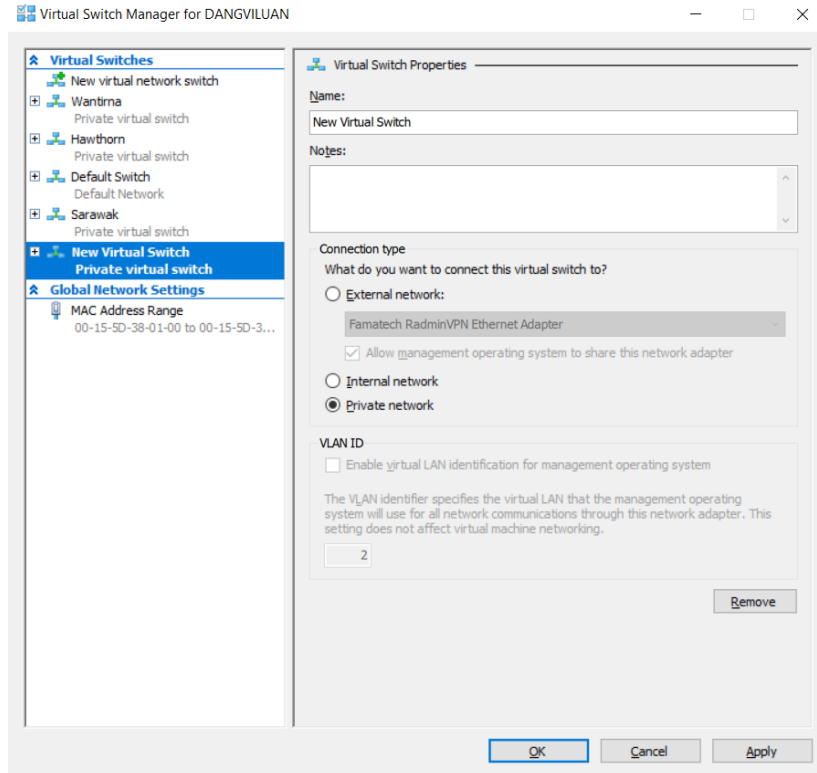 Virtual Switch Manager for DANGVILUAN
Virtual Switches
New virtual network switch
Wantirna
Private virtual switch
Hawthorn
Private virtual switch
Default Switch
Default Network
Sarawak
Private virtual switch
New Virtual Switch
Private virtual switch
Global Network Settings
MAC Address Range
00-15-5D-38-01-00 to 00-15-5D-3...
Virtual Switch Properties
Name:
New Virtual Switch
Notes:
Connection type
What do you want to connect this virtual switch to?
External network:
Famatech RadminVPN Ethernet Adapter
Allow management operating system to share this network adapter
Internal network
Private network
VLAN ID
Enable virtual LAN identification for management operating system
The VLAN identifier specifies the virtual LAN that the management operating
system will use for all network communications through this network adapter. This
setting does not affect virtual machine networking.
2
Remove
OK
Cancel
Apply